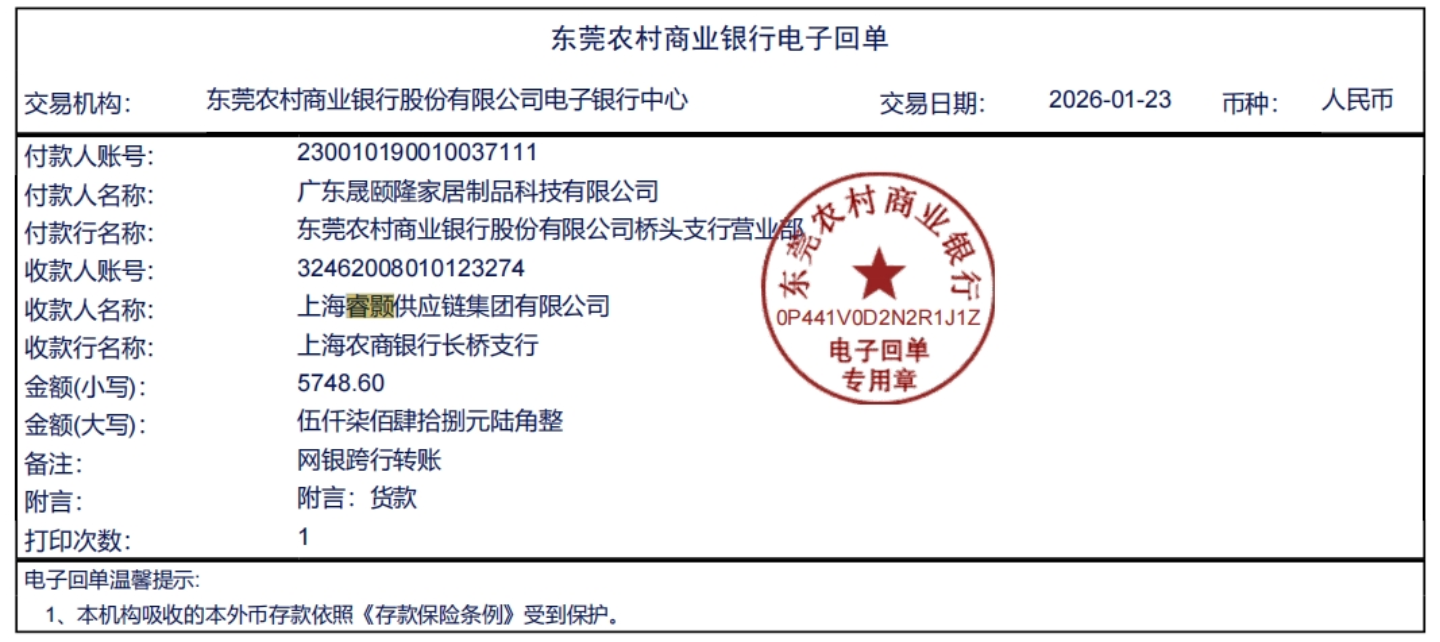 东莞农村商业银行电子回单
交易机构: 东莞农村商业银行股份有限公司电子银行中心 交易日期: 2026-01-23 币种: 人民币
付款人账号: 230010190010037111
付款人名称: 广东晟颐隆家居制品科技有限公司
付款行名称: 东莞农村商业银行股份有限公司桥头支行营业部
收款人账号: 32462008010123274
收款人名称: 上海睿颢供应链集团有限公司
收款行名称: 上海农商银行长桥支行
金额(小写): 5748.60
金额(大写): 伍仟柒佰肆拾捌元陆角整
备注: 网银跨行转账
附言: 附言：货款
打印次数: 1
东莞农村商业银行
0P441V0D2N2R1J1Z
电子回单
专用章
电子回单温馨提示:
1、本机构吸收的本外币存款依照《存款保险条例》受到保护。